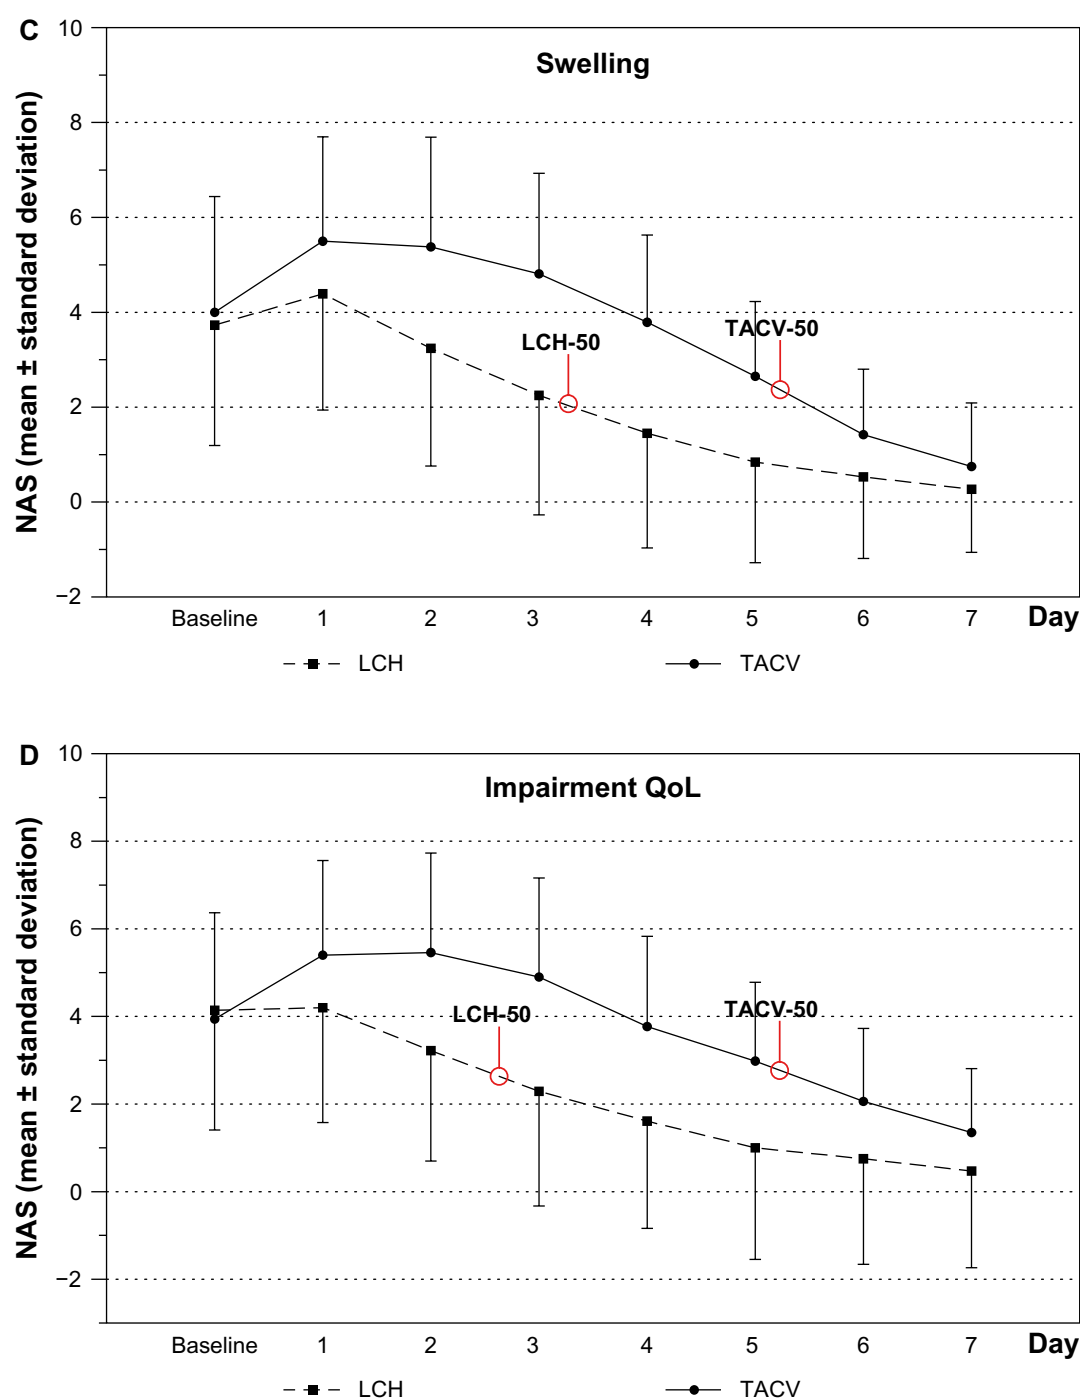 C
Swelling
NAS (mean ± standard deviation)
10
8
6
4
2
0
−2
LCH-50
TACV-50
Baseline 1 2 3 4 5 6 7 Day
LCH TACV
D
Impairment QoL
NAS (mean ± standard deviation)
10
8
6
4
2
0
−2
LCH-50
TACV-50
Baseline 1 2 3 4 5 6 7 Day
LCH TACV